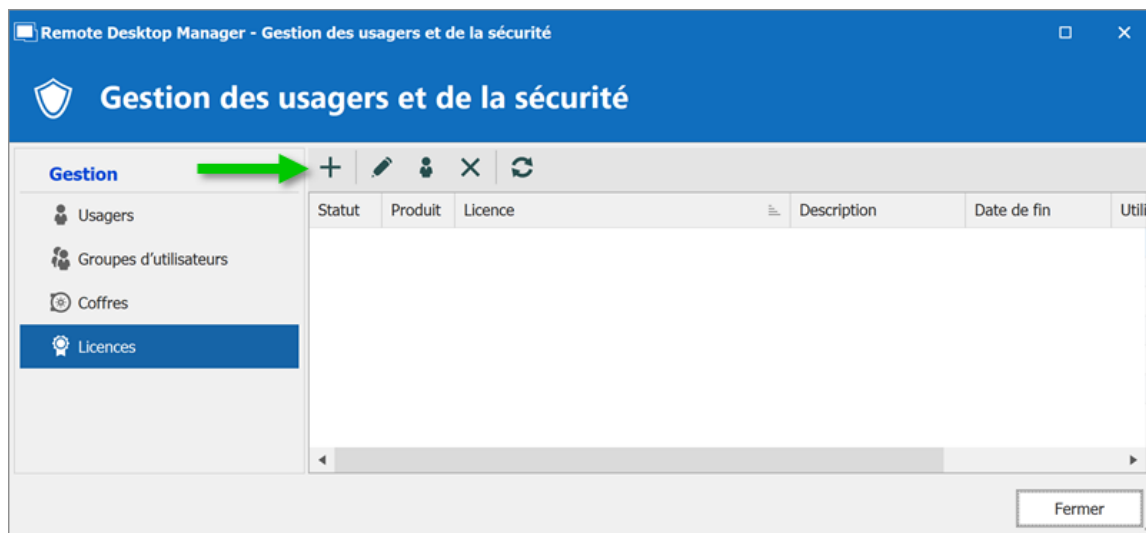 Remote Desktop Manager - Gestion des usagers et de la sécurité
Gestion des usagers et de la sécurité
Gestion
Usagers
Groupes d'utilisateurs
Coffres
Licences
Statut Produit Licence Description Date de fin Utili
Fermer